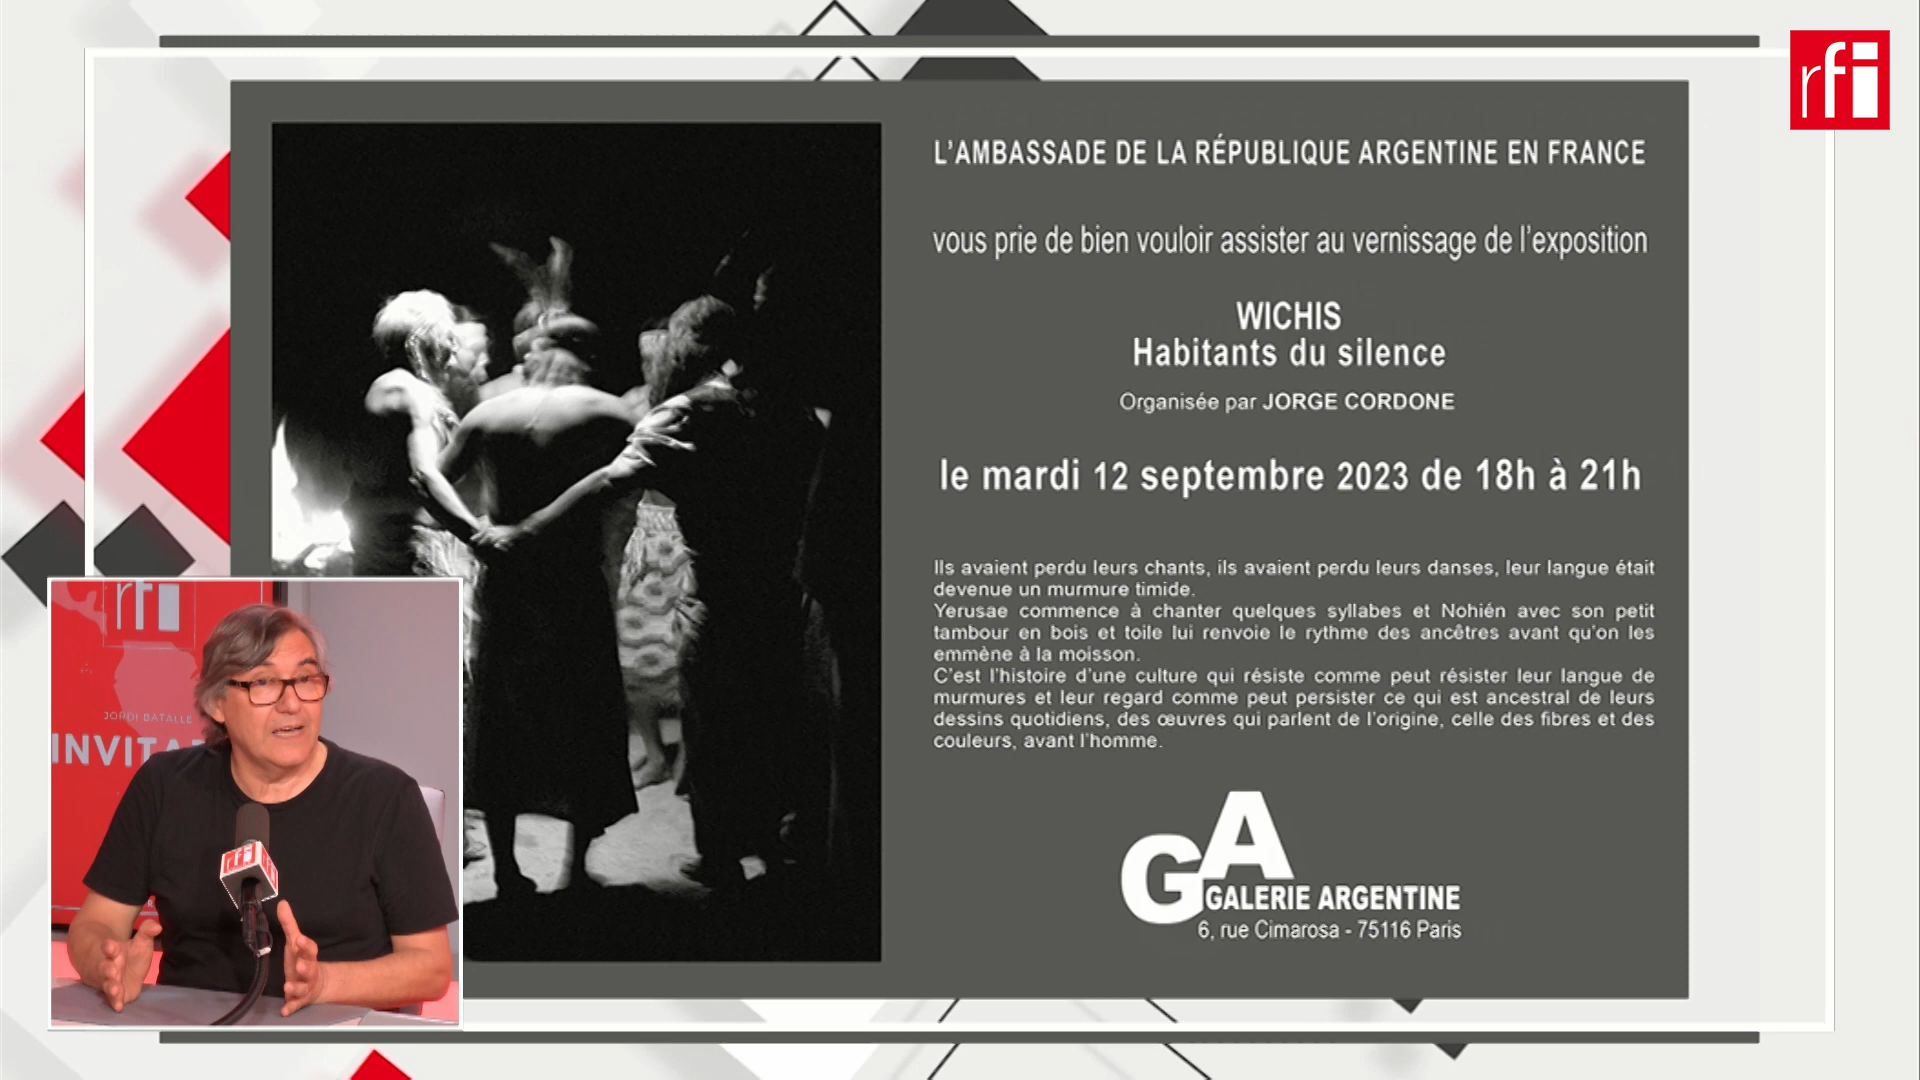 rfi
L'AMBASSADE DE LA RÉPUBLIQUE ARGENTINE EN FRANCE
vous prie de bien vouloir assister au vernissage de l'exposition
WICHIS
Habitants du silence
Organisée par JORGE CORDONE
le mardi 12 septembre 2023 de 18h à 21h
Ils avaient perdu leurs chants, ils avaient perdu leurs danses, leur langue était
devenue un murmure timide.
Yerusae commence à chanter quelques syllabes et Nohién avec son petit
tambour en bois et toile lui renvoie le rythme des ancêtres avant qu'on les
emmène à la moisson.
C'est l'histoire d'une culture qui résiste comme peut résister leur langue de
murmures et leur regard comme peut persister ce qui est ancestral de leurs
dessins quotidiens, des œuvres qui parlent de l'origine, celle des fibres et des
couleurs, avant l'homme.
GA
GALERIE ARGENTINE
6, rue Cimarosa - 75116 Paris
rfi
JORDI BATALLE
INVITA
rfi